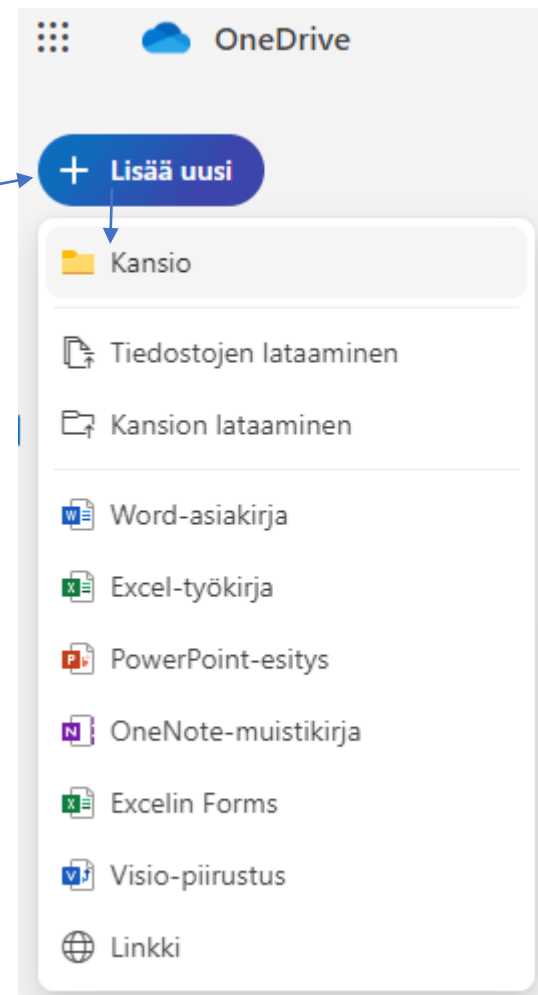 OneDrive
Lisää uusi
Kansio
Tiedostojen lataaminen
Kansion lataaminen
Word-asiakirja
Excel-työkirja
PowerPoint-esitys
OneNote-muistikirja
Excelin Forms
Visio-piirustus
Linkki